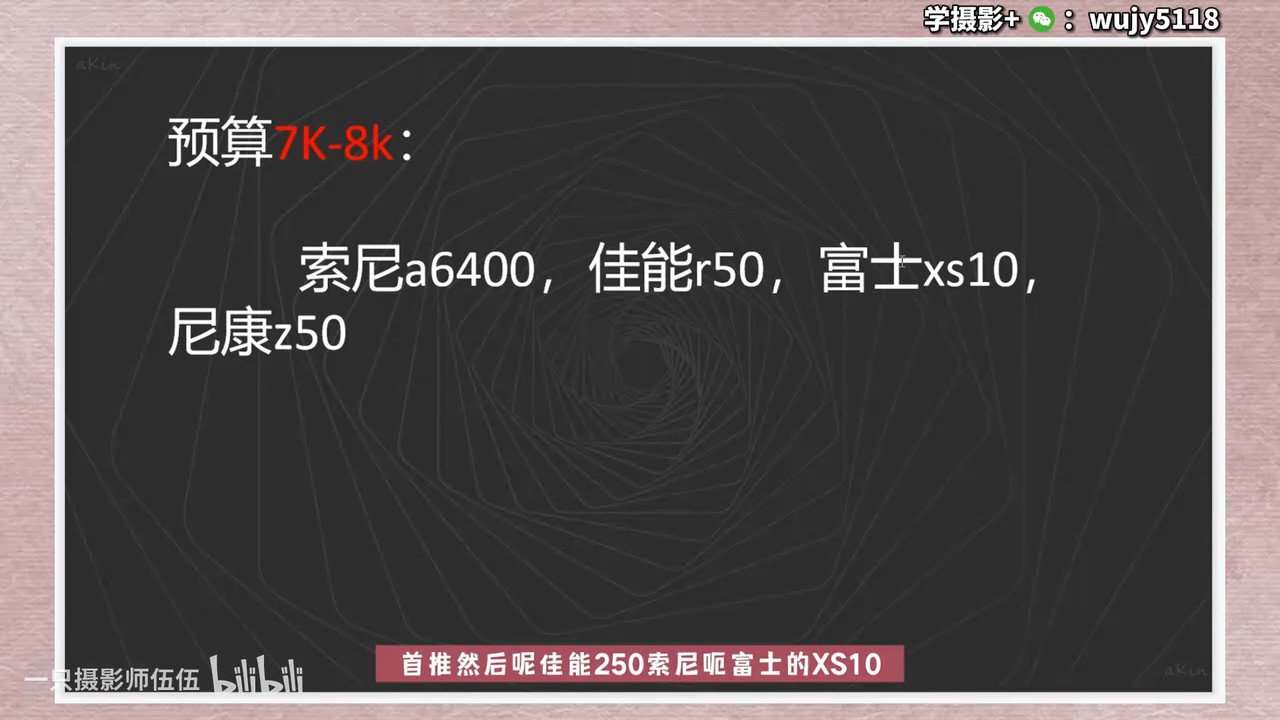 学摄影+ : wujy5118
aKin
预算7K-8k：
索尼a6400，佳能r50，富士xs10，
尼康z50
首推然后呢佳能250索尼呃富士的XS10
一只摄影师伍伍 bilibili
aKin